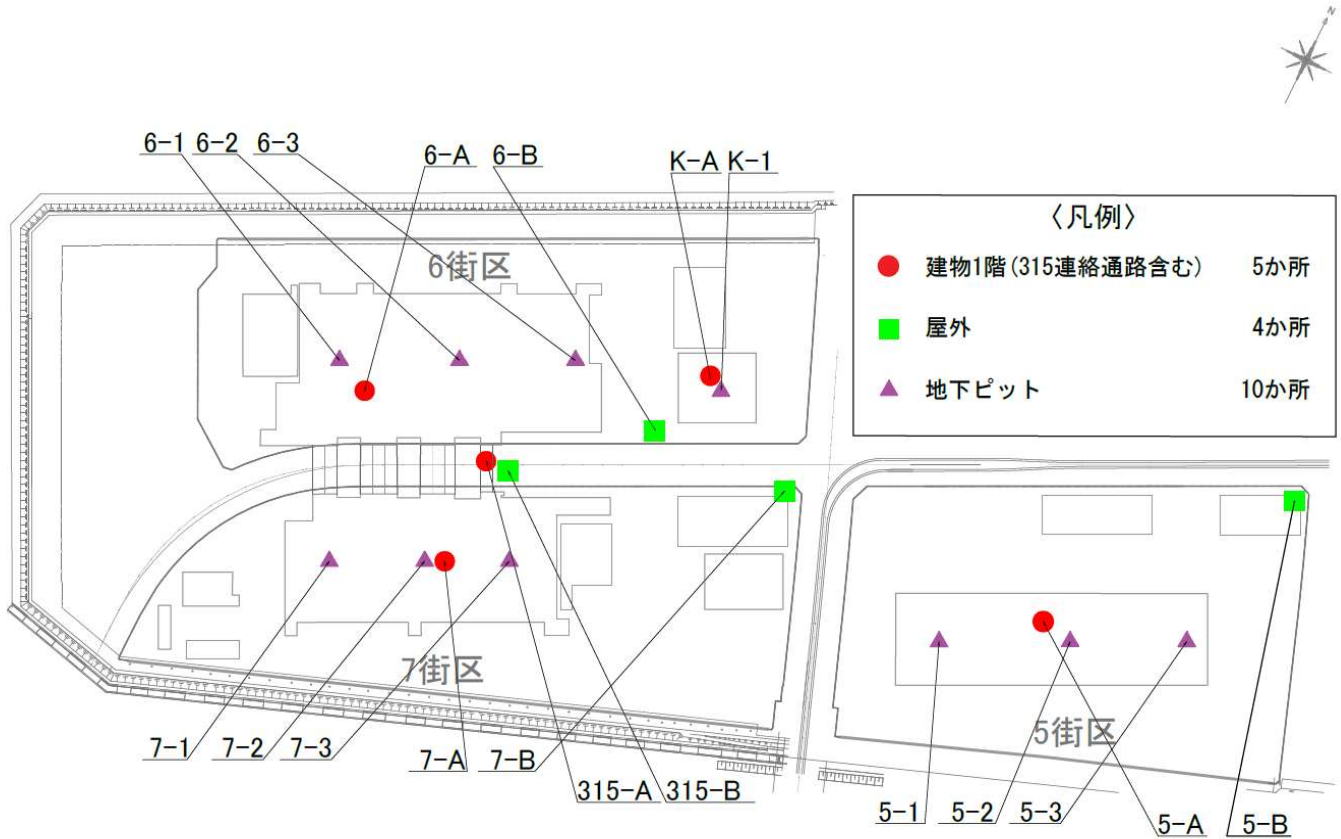 N
6-1 6-2 6-3 6-A 6-B K-A K-1
〈凡例〉
建物1階(315連絡通路含む) 5か所
屋外 4か所
地下ピット 10か所
6街区
7街区
5街区
7-1 7-2 7-3 7-A 7-B
315-A 315-B
5-1 5-2 5-3 5-A 5-B